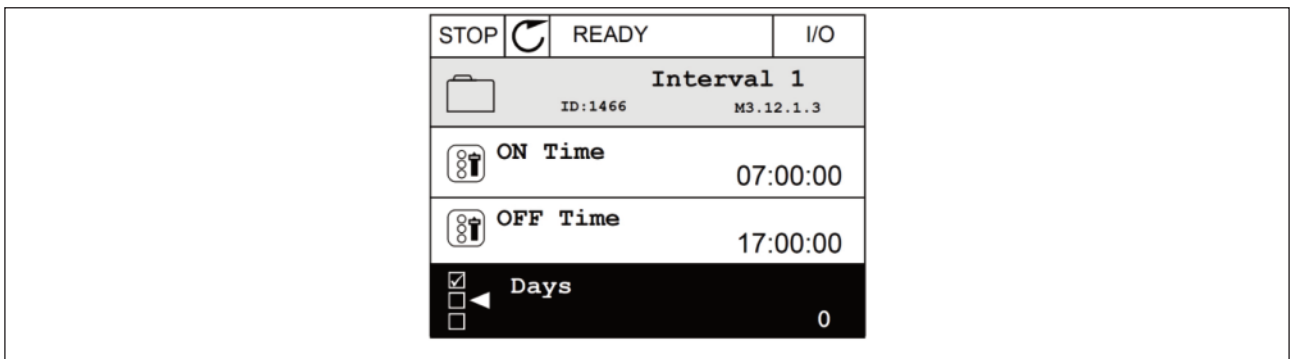 STOP READY I/O
Interval 1
ID:1466 M3.12.1.3
ON Time
07:00:00
OFF Time
17:00:00
Days
0